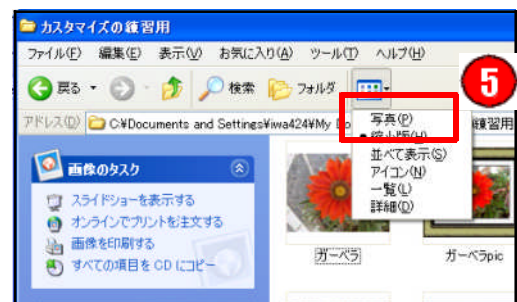 カスタマイズの練習用
ファイル(F) 編集(E) 表示(V) お気に入り(A) ツール(T) ヘルプ(H)
戻る 検索 フォルダ
5
アドレス(D) C:¥Documents and Settings¥iwa424¥My 練習用
写真(P)
縮小版(H)
並べて表示(S)
アイコン(N)
一覧(L)
詳細(D)
画像のタスク
スライドショーを表示する
オンラインでプリントを注文する
画像を印刷する
すべての項目を CD にコピー
ガーベラ ガーベラpic